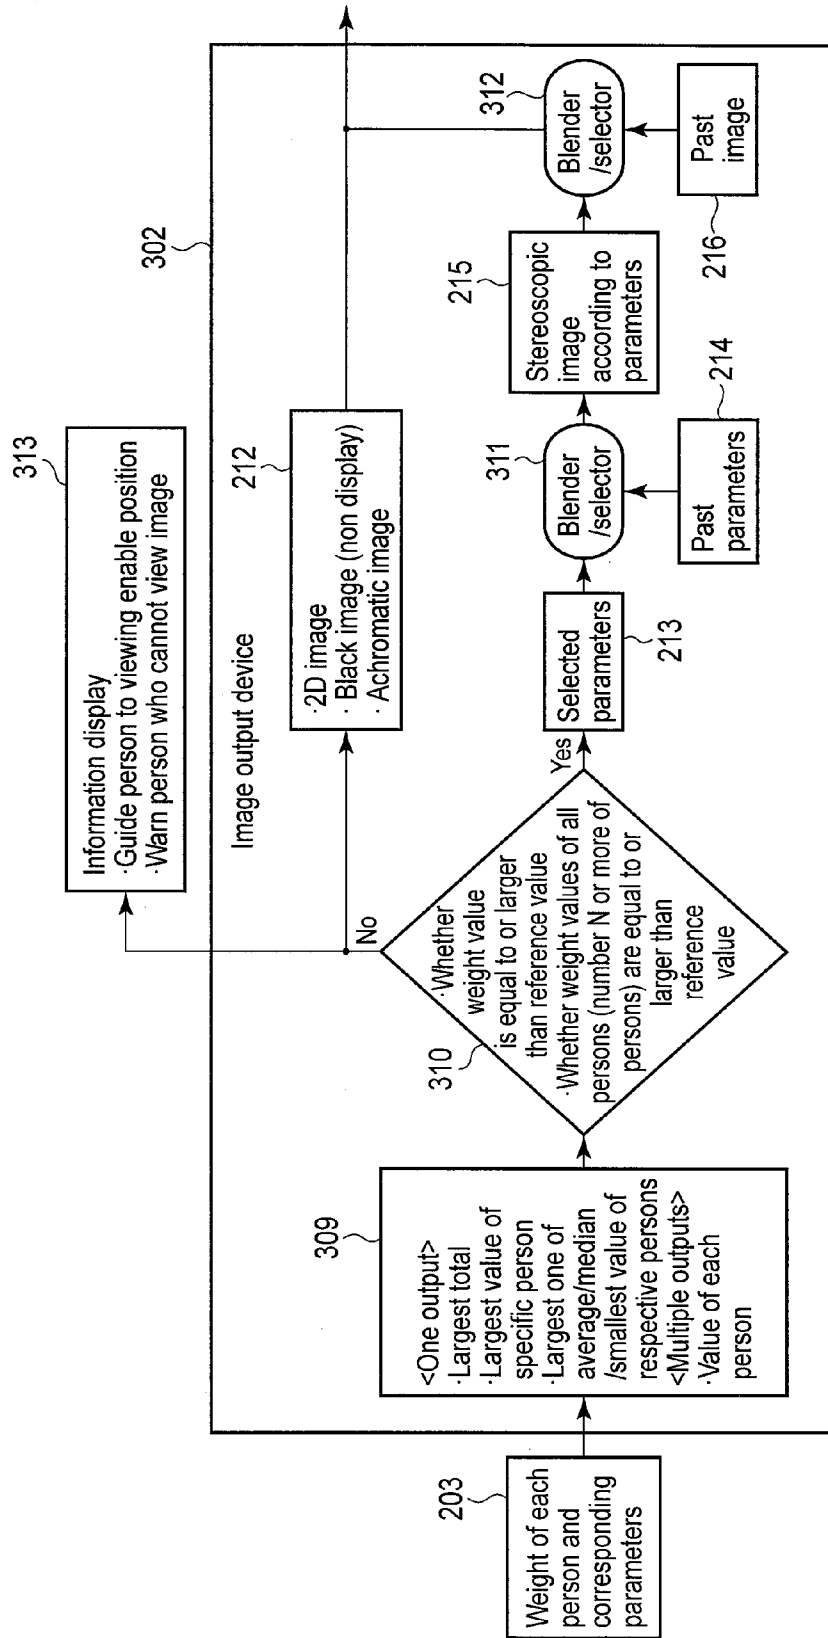 203
Weight of each
person and
corresponding
parameters
302
Image output device
309
<One output>
·Largest total
·Largest value of
specific person
·Largest one of
average/median
/smallest value of
respective persons
<Multiple outputs>
·Value of each
person
310
·Whether
weight value
is equal to or larger
than reference value
·Whether weight values of all
persons (number N or more of
persons) are equal to or
larger than
reference
value
No
Yes
313
Information display
·Guide person to viewing enable position
·Warn person who cannot view image
212
·2D image
·Black image (non display)
·Achromatic image
Selected
parameters
213
311
Blender
/selector
Past
parameters
214
215
Stereoscopic
image
according to
parameters
312
Blender
/selector
Past
image
216